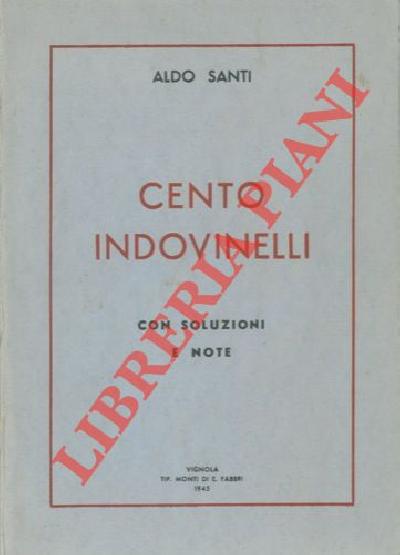 ALDO SANTI
CENTO
INDOVINELLI
CON SOLUZIONI
E NOTE
VIGNOLA
TIP. MONTI DI C. FABBRI
1945
LIBRERIA PIANI